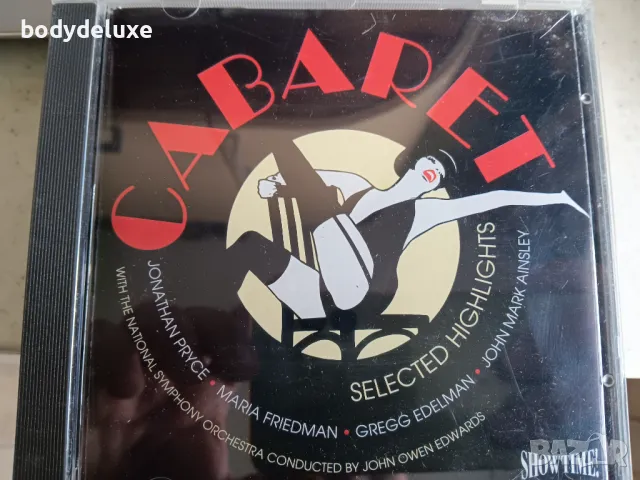 bodydeluxe
CABARET
SELECTED HIGHLIGHTS
JONATHAN PRYCE • MARIA FRIEDMAN • GREGG EDELMAN • JOHN MARK AINSLEY
WITH THE NATIONAL SYMPHONY ORCHESTRA CONDUCTED BY JOHN OWEN EDWARDS
SHOWTIME!
BAZAR